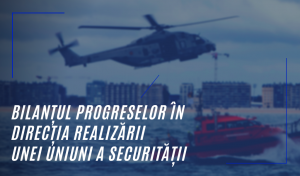 BILANȚUL PROGRESELOR ÎN
DIRECȚIA REALIZĂRII
UNEI UNIUNI A SECURITĂȚII